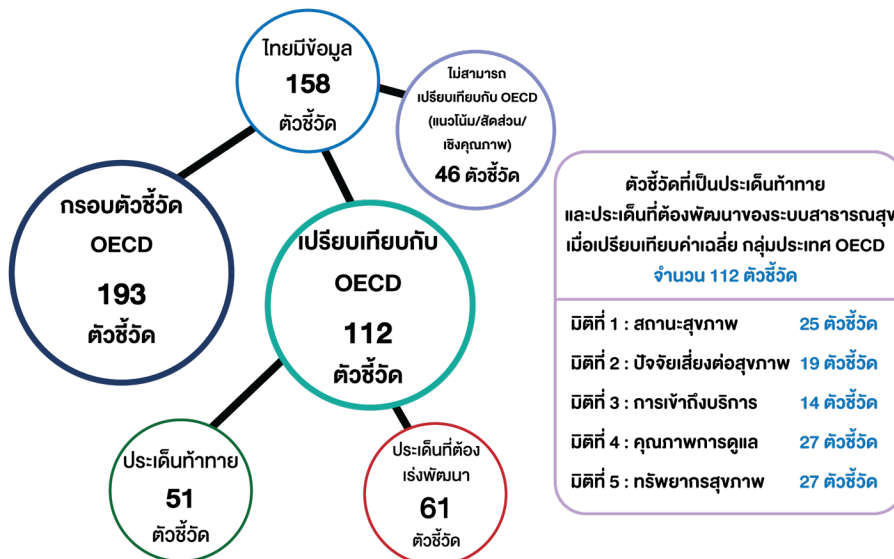 ไทยมีข้อมูล
158
ตัวชี้วัด
ไม่สามารถ
เปรียบเทียบกับ OECD
(แนวโน้ม/สัดส่วน/
เชิงคุณภาพ)
46 ตัวชี้วัด
กรอบตัวชี้วัด
OECD
193
ตัวชี้วัด
เปรียบเทียบกับ
OECD
112
ตัวชี้วัด
ประเด็นท้าทาย
51
ตัวชี้วัด
ประเด็นที่ต้อง
เร่งพัฒนา
61
ตัวชี้วัด
ตัวชี้วัดที่เป็นประเด็นท้าทาย
และประเด็นที่ต้องพัฒนาของระบบสาธารณสุข
เมื่อเปรียบเทียบค่าเฉลี่ย กลุ่มประเทศ OECD
จำนวน 112 ตัวชี้วัด
มิติที่ 1 : สถานะสุขภาพ 25 ตัวชี้วัด
มิติที่ 2 : ปัจจัยเสี่ยงต่อสุขภาพ 19 ตัวชี้วัด
มิติที่ 3 : การเข้าถึงบริการ 14 ตัวชี้วัด
มิติที่ 4 : คุณภาพการดูแล 27 ตัวชี้วัด
มิติที่ 5 : ทรัพยากรสุขภาพ 27 ตัวชี้วัด